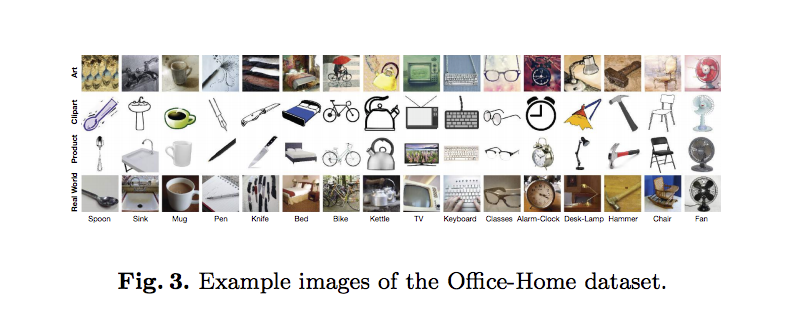 Art
Clipart
Product
Real World
Spoon Sink Mug Pen Knife Bed Bike Kettle TV Keyboard Classes Alarm-Clock Desk-Lamp Hammer Chair Fan
Fig. 3. Example images of the Office-Home dataset.